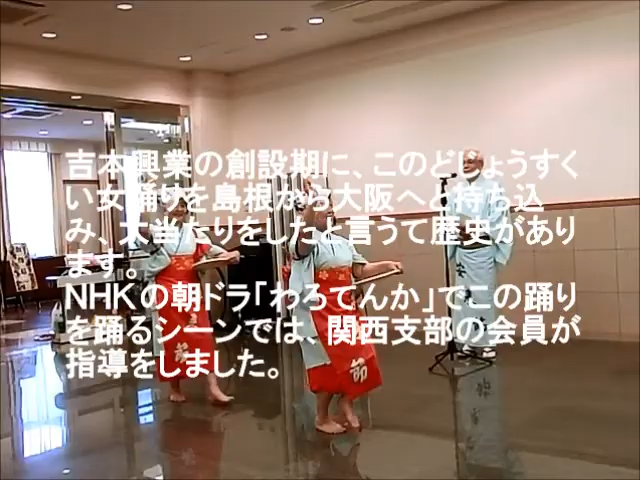 吉本興業の創設期に、このどじょうすく
い女踊りを島根から大阪へと持ち込
み、大当たりをしたと言うて歴史があり
ます。
NHKの朝ドラ「わろてんか」でこの踊り
を踊るシーンでは、関西支部の会員が
指導をしました。
節